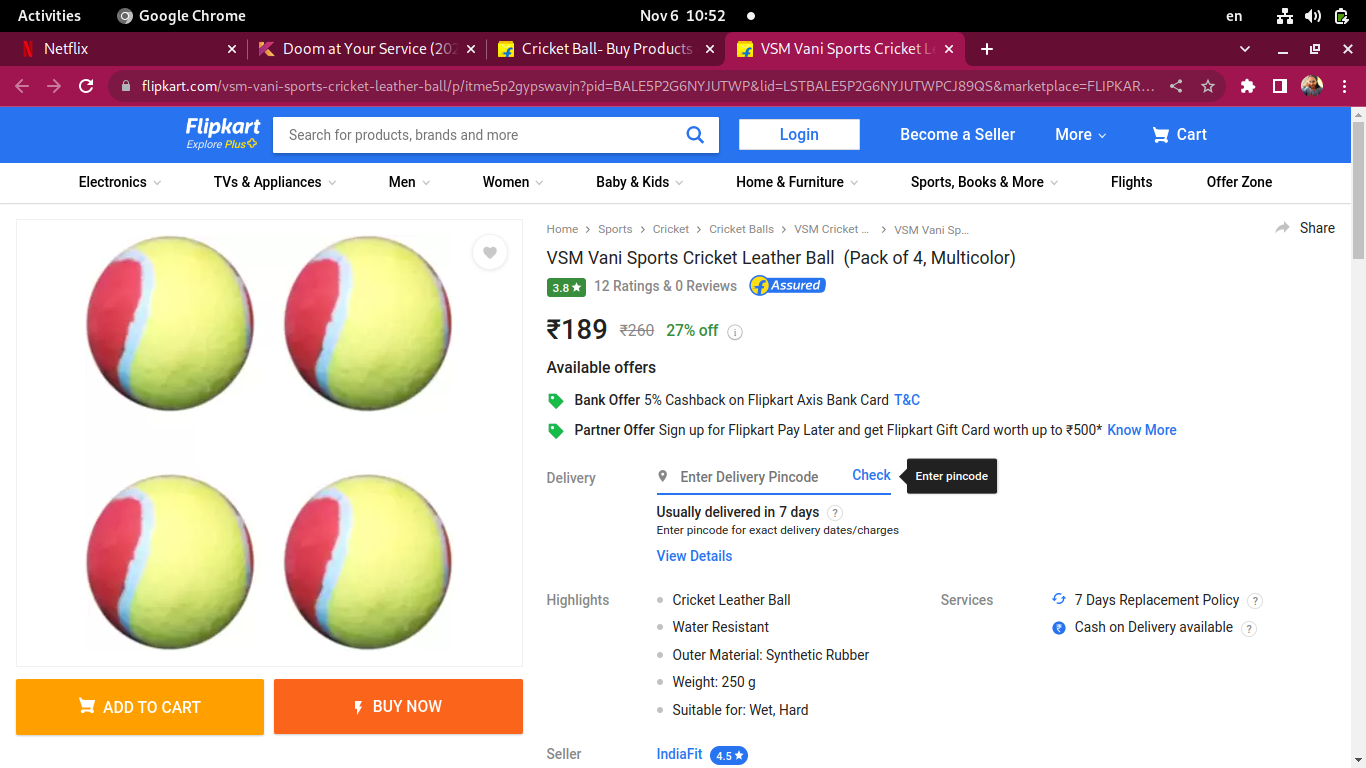 Activities Google Chrome Nov 6 10:52 en
Netflix Doom at Your Service (202 Cricket Ball- Buy Products VSM Vani Sports Cricket Le
flipkart.com/vsm-vani-sports-cricket-leather-ball/p/itme5p2gypswavjn?pid=BALE5P2G6NYJUTWP&lid=LSTBALE5P2G6NYJUTWPCJ89QS&marketplace=FLIPKAR...
Flipkart Search for products, brands and more Login Become a Seller More Cart
Explore Plus
Electronics TVs & Appliances Men Women Baby & Kids Home & Furniture Sports, Books & More Flights Offer Zone
Home Sports Cricket Cricket Balls VSM Cricket ... VSM Vani Sp... Share
VSM Vani Sports Cricket Leather Ball (Pack of 4, Multicolor)
3.8★ 12 Ratings & 0 Reviews f Assured
₹189 ₹260 27% off i
Available offers
Bank Offer 5% Cashback on Flipkart Axis Bank Card T&C
Partner Offer Sign up for Flipkart Pay Later and get Flipkart Gift Card worth up to ₹500* Know More
Delivery Enter Delivery Pincode Check Enter pincode
Usually delivered in 7 days ?
Enter pincode for exact delivery dates/charges
View Details
Highlights Cricket Leather Ball Services 7 Days Replacement Policy ?
Water Resistant ₹ Cash on Delivery available ?
Outer Material: Synthetic Rubber
Weight: 250 g
Suitable for: Wet, Hard
ADD TO CART BUY NOW
Seller IndiaFit 4.5★